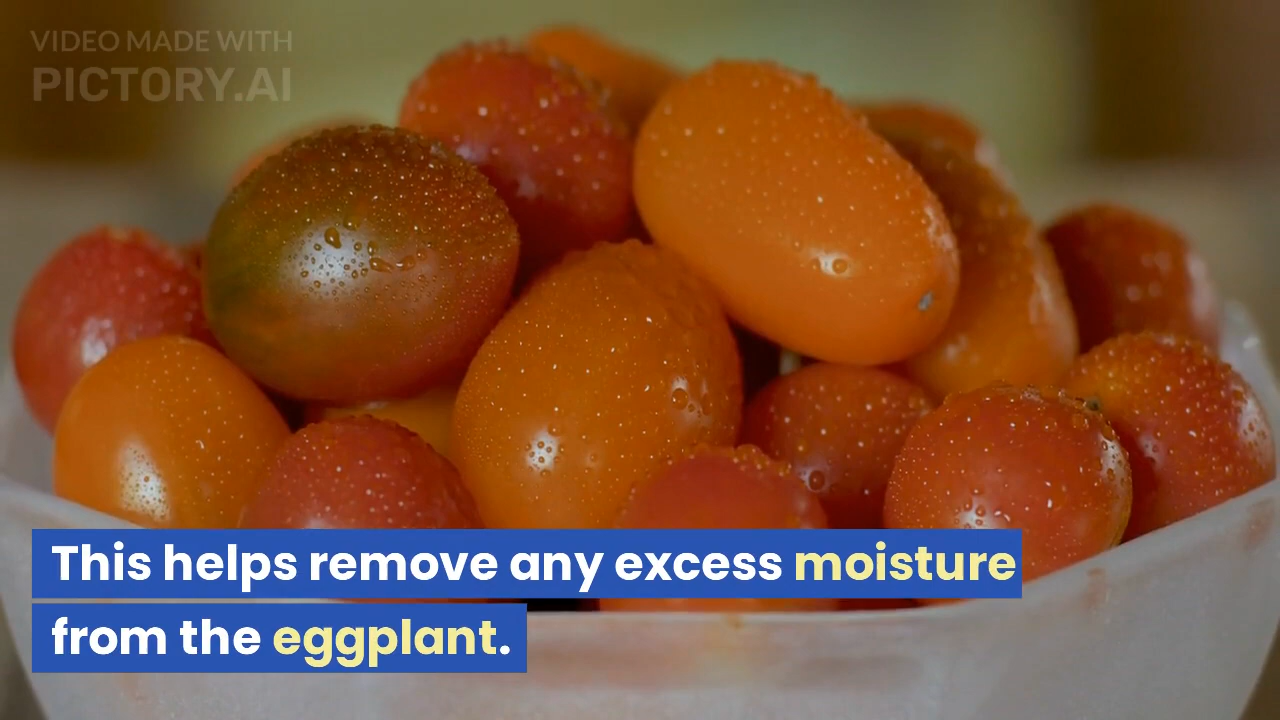 VIDEO MADE WITH
PICTORY.AI
This helps remove any excess moisture
from the eggplant.